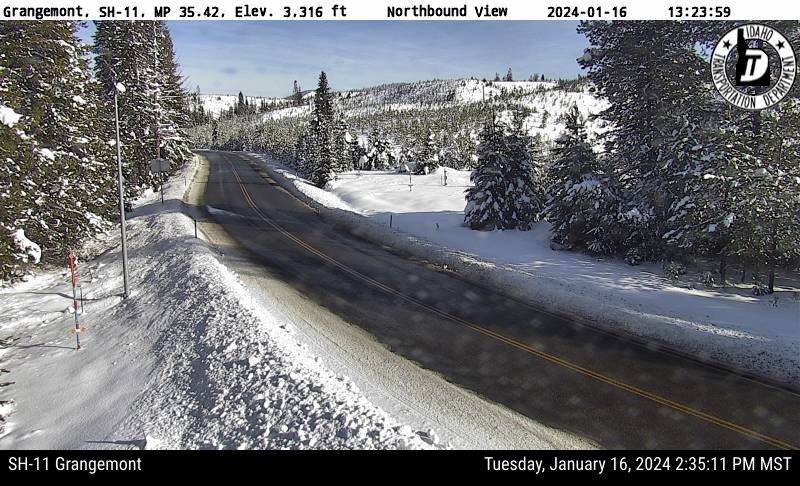 Grangemont, SH-11, MP 35.42, Elev. 3,316 ft Northbound View 2024-01-16 13:23:59
IDAHO
TRANSPORTATION DEPARTMENT
SH-11 Grangemont Tuesday, January 16, 2024 2:35:11 PM MST